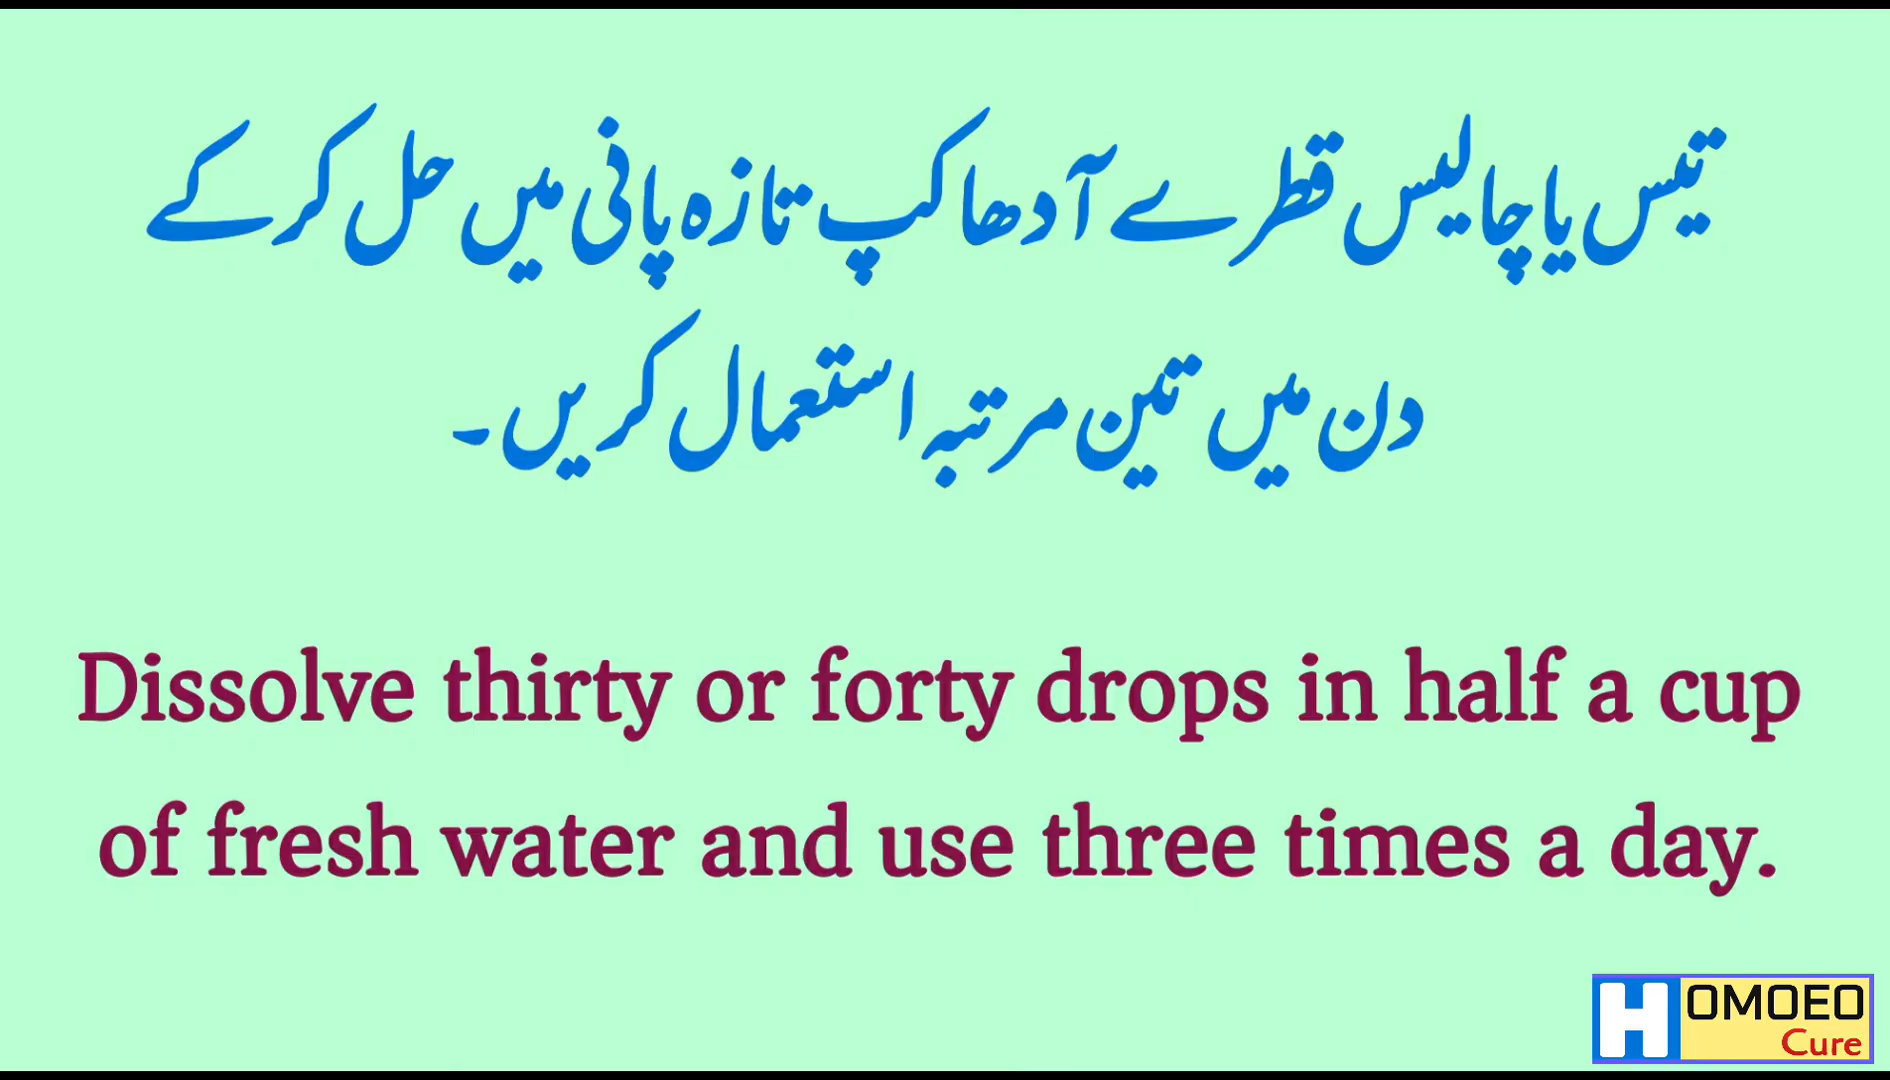 تیس یا چالیس قطرے آدھا کپ تازہ پانی میں حل کر کے
دن میں تین مرتبہ استعمال کریں۔
Dissolve thirty or forty drops in half a cup
of fresh water and use three times a day.
HOMOEO
Cure